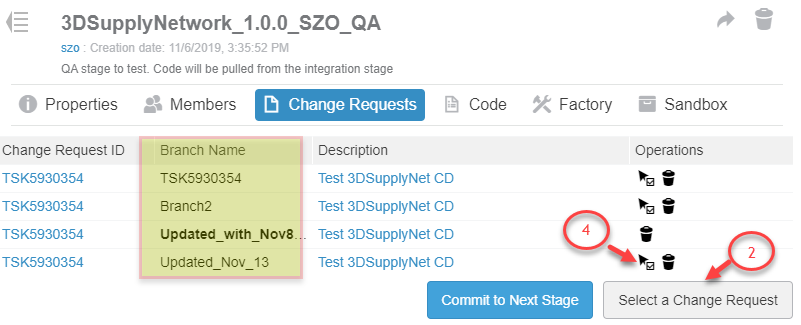 3DSupplyNetwork_1.0.0_SZO_QA
szo : Creation date: 11/6/2019, 3:35:52 PM
QA stage to test. Code will be pulled from the integration stage
Properties Members Change Requests Code Factory Sandbox
Change Request ID Branch Name Description Operations
TSK5930354 TSK5930354 Test 3DSupplyNet CD
TSK5930354 Branch2 Test 3DSupplyNet CD
TSK5930354 Updated_with_Nov8... Test 3DSupplyNet CD
TSK5930354 Updated_Nov_13 Test 3DSupplyNet CD
4
2
Commit to Next Stage Select a Change Request